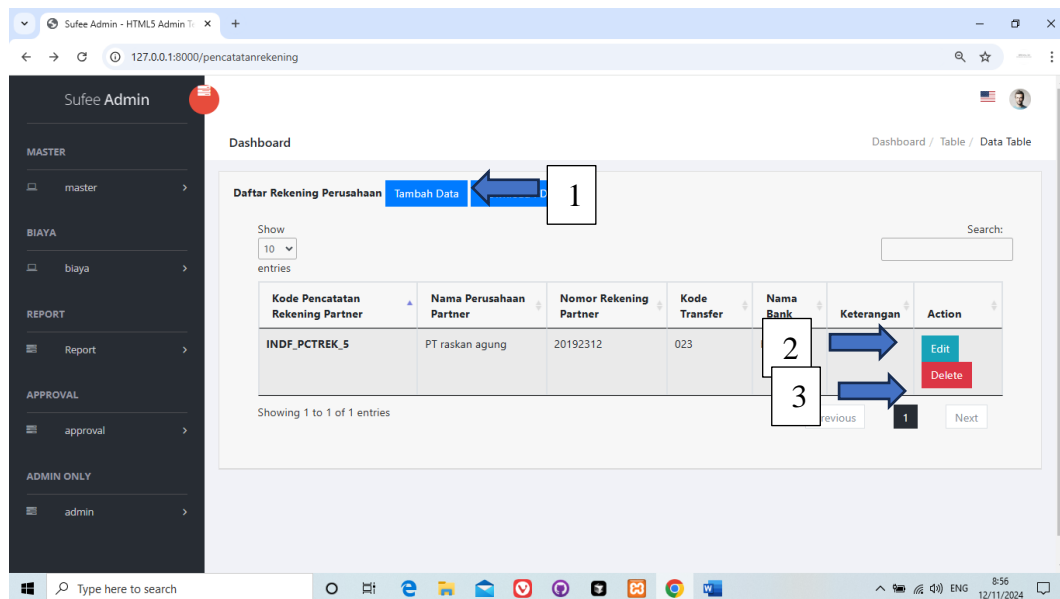 Sufee Admin - HTML5 Admin Te
127.0.0.1:8000/pencatatanrekening
Sufee Admin
Dashboard
Dashboard / Table / Data Table
MASTER
master
BIAYA
biaya
REPORT
Report
APPROVAL
approval
ADMIN ONLY
admin
Daftar Rekening Perusahaan Tambah Data
1
Show
10
entries
Search:
Kode Pencatatan Rekening Partner
Nama Perusahaan Partner
Nomor Rekening Partner
Kode Transfer
Nama Bank
Keterangan
Action
INDF_PCTREK_5 PT raskan agung 20192312 023
2
Edit
3
Delete
Showing 1 to 1 of 1 entries
revious 1 Next
Type here to search
ENG
8:56
12/11/2024